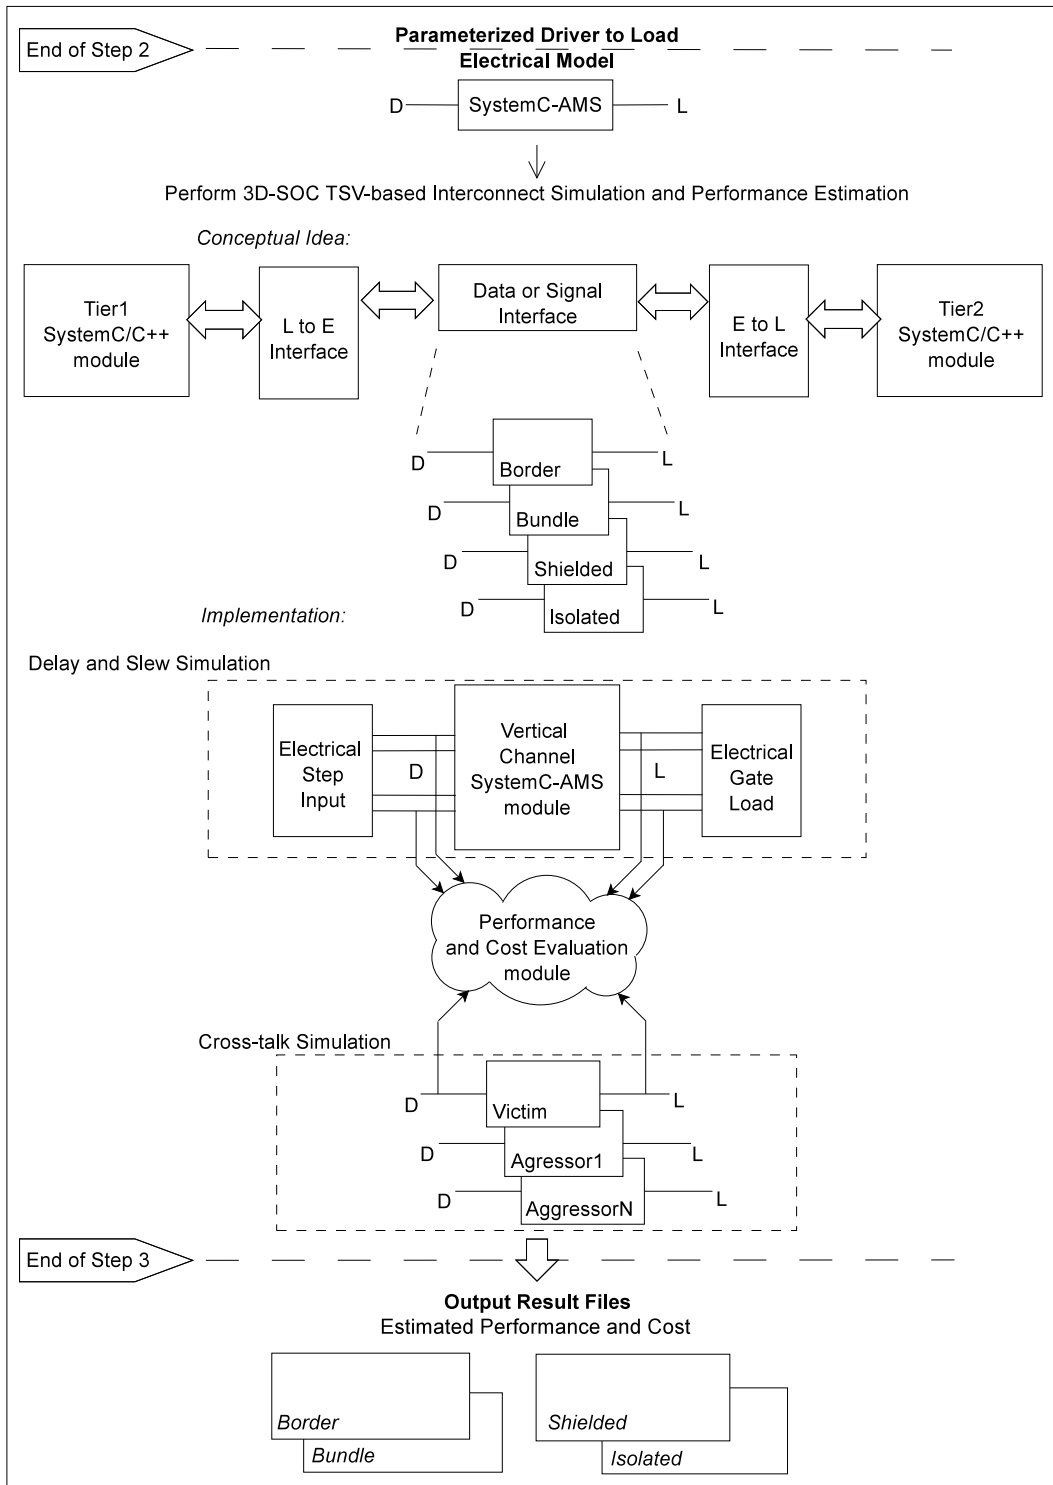 End of Step 2
Parameterized Driver to Load
Electrical Model
D
SystemC-AMS
L
Perform 3D-SOC TSV-based Interconnect Simulation and Performance Estimation
Conceptual Idea:
Tier1
SystemC/C++
module
L to E
Interface
Data or Signal
Interface
E to L
Interface
Tier2
SystemC/C++
module
D
Border
L
D
Bundle
L
D
Shielded
L
D
Isolated
L
Implementation:
Delay and Slew Simulation
Electrical
Step
Input
D
Vertical
Channel
SystemC-AMS
module
L
Electrical
Gate
Load
Performance
and Cost Evaluation
module
Cross-talk Simulation
D
Victim
L
D
Agressor1
L
D
AggressorN
L
End of Step 3
Output Result Files
Estimated Performance and Cost
Border
Bundle
Shielded
Isolated